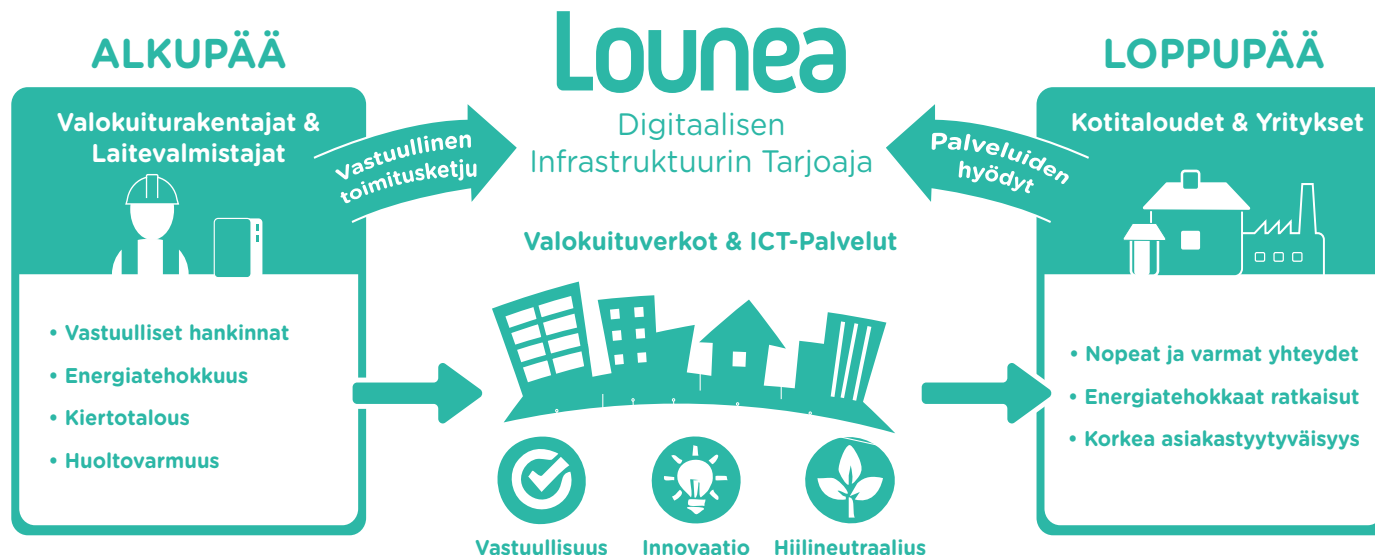 ALKUPÄÄ
Valokuiturakentajat &
Laitevalmistajat
• Vastuulliset hankinnat
• Energiatehokkuus
• Kiertotalous
• Huoltovarmuus
Vastuullinen
toimitusketju
Lounea
Digitaalisen
Infrastruktuurin Tarjoaja
Valokuituverkot & ICT-Palvelut
Vastuullisuus
Innovaatio
Hiilineutraalius
Palveluiden
hyödyt
LOPPUPÄÄ
Kotitaloudet & Yritykset
• Nopeat ja varmat yhteydet
• Energiatehokkaat ratkaisut
• Korkea asiakastyytyväisyys